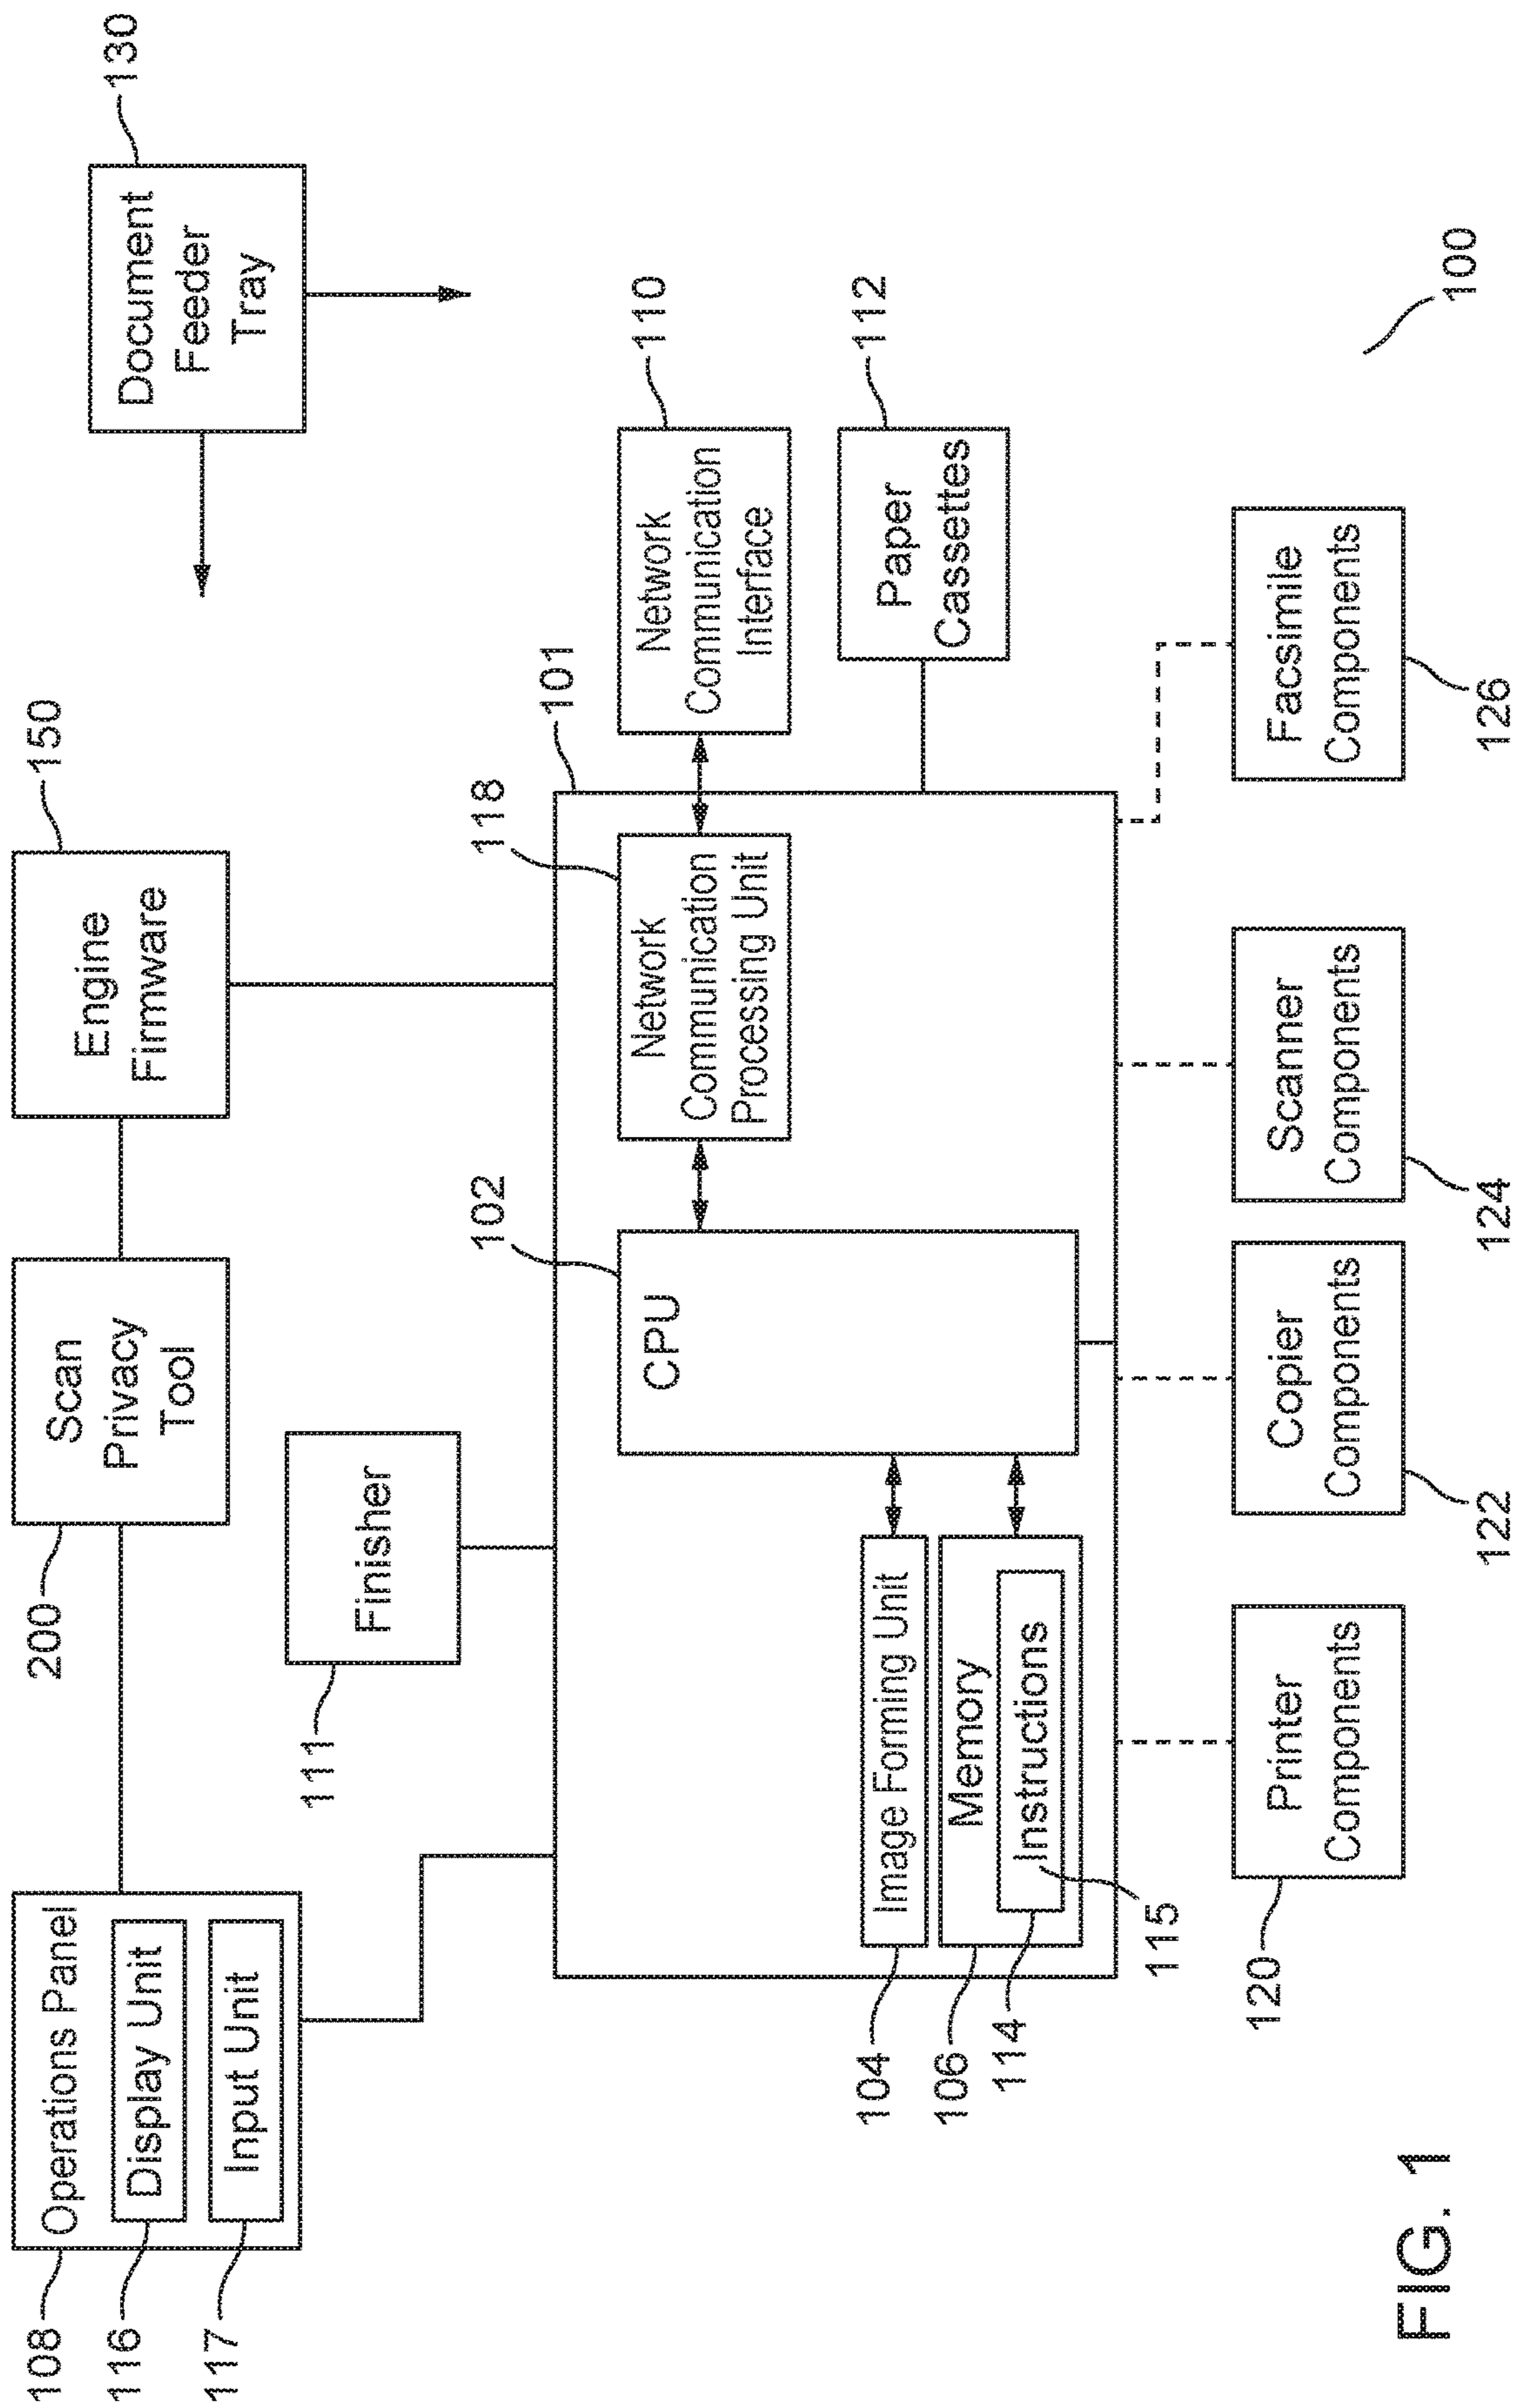 108
Operations Panel
116
Display Unit
117
Input Unit
200
Scan
Privacy
Tool
150
Engine
Firmware
130
Document
Feeder
Tray
111
Finisher
101
102
CPU
118
Network
Communication
Processing Unit
110
Network
Communication
Interface
112
Paper
Cassettes
104
Image Forming Unit
106
Memory
114
Instructions
115
120
Printer
Components
122
Copier
Components
124
Scanner
Components
126
Facsimile
Components
100
FIG. 1